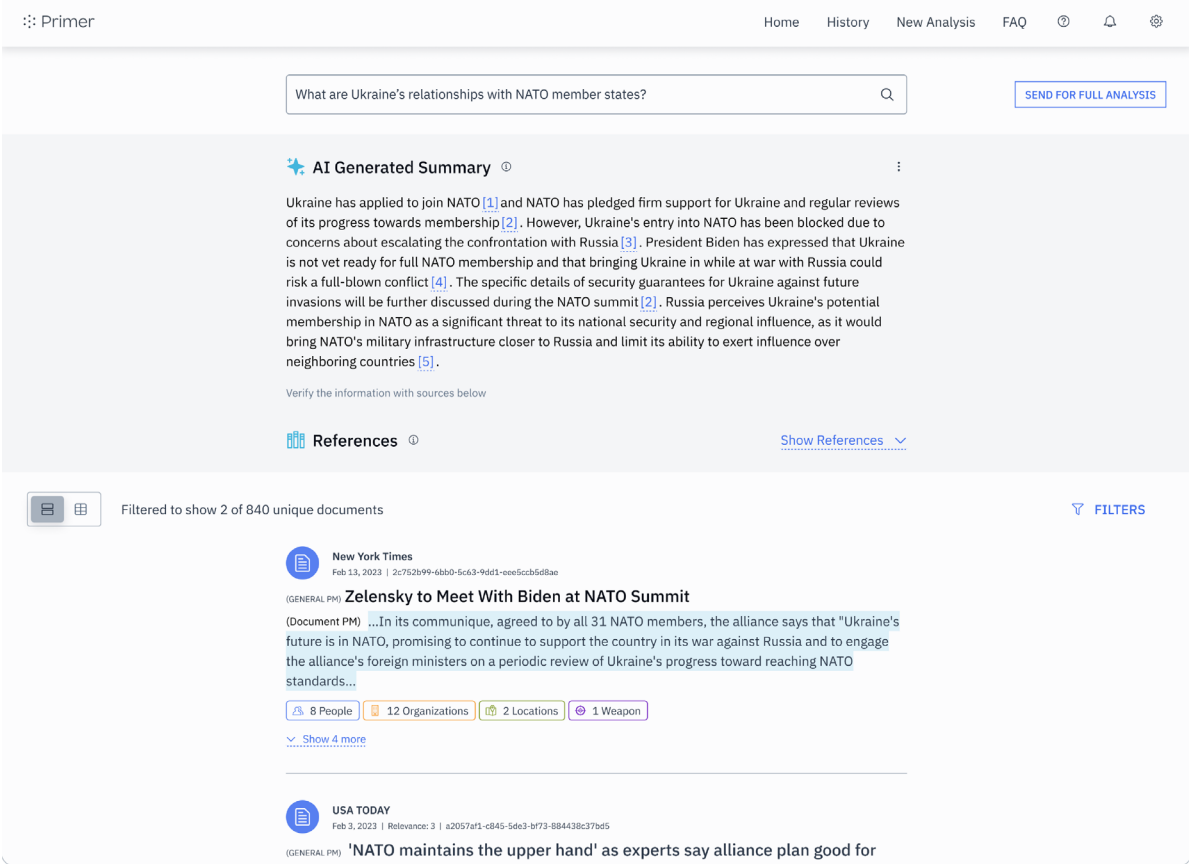 Primer
Home History New Analysis FAQ
What are Ukraine’s relationships with NATO member states?
SEND FOR FULL ANALYSIS
AI Generated Summary
Ukraine has applied to join NATO [1] and NATO has pledged firm support for Ukraine and regular reviews
of its progress towards membership [2]. However, Ukraine's entry into NATO has been blocked due to
concerns about escalating the confrontation with Russia [3]. President Biden has expressed that Ukraine
is not yet ready for full NATO membership and that bringing Ukraine in while at war with Russia could
risk a full-blown conflict [4]. The specific details of security guarantees for Ukraine against future
invasions will be further discussed during the NATO summit [2]. Russia perceives Ukraine's potential
membership in NATO as a significant threat to its national security and regional influence, as it would
bring NATO's military infrastructure closer to Russia and limit its ability to exert influence over
neighboring countries [5].
Verify the information with sources below
References
Show References
Filtered to show 2 of 840 unique documents
FILTERS
New York Times
Feb 13, 2023 | 2c752b99-6bb0-5c63-9dd1-eee5ccb5d8ae
(GENERAL PM) Zelensky to Meet With Biden at NATO Summit
(Document PM) ...In its communique, agreed to by all 31 NATO members, the alliance says that "Ukraine's
future is in NATO, promising to continue to support the country in its war against Russia and to engage
the alliance's foreign ministers on a periodic review of Ukraine's progress toward reaching NATO
standards...
8 People 12 Organizations 2 Locations 1 Weapon
Show 4 more
USA TODAY
Feb 3, 2023 | Relevance: 3 | a2057af1-c845-5de3-bf73-884438c37bd5
(GENERAL PM) 'NATO maintains the upper hand' as experts say alliance plan good for